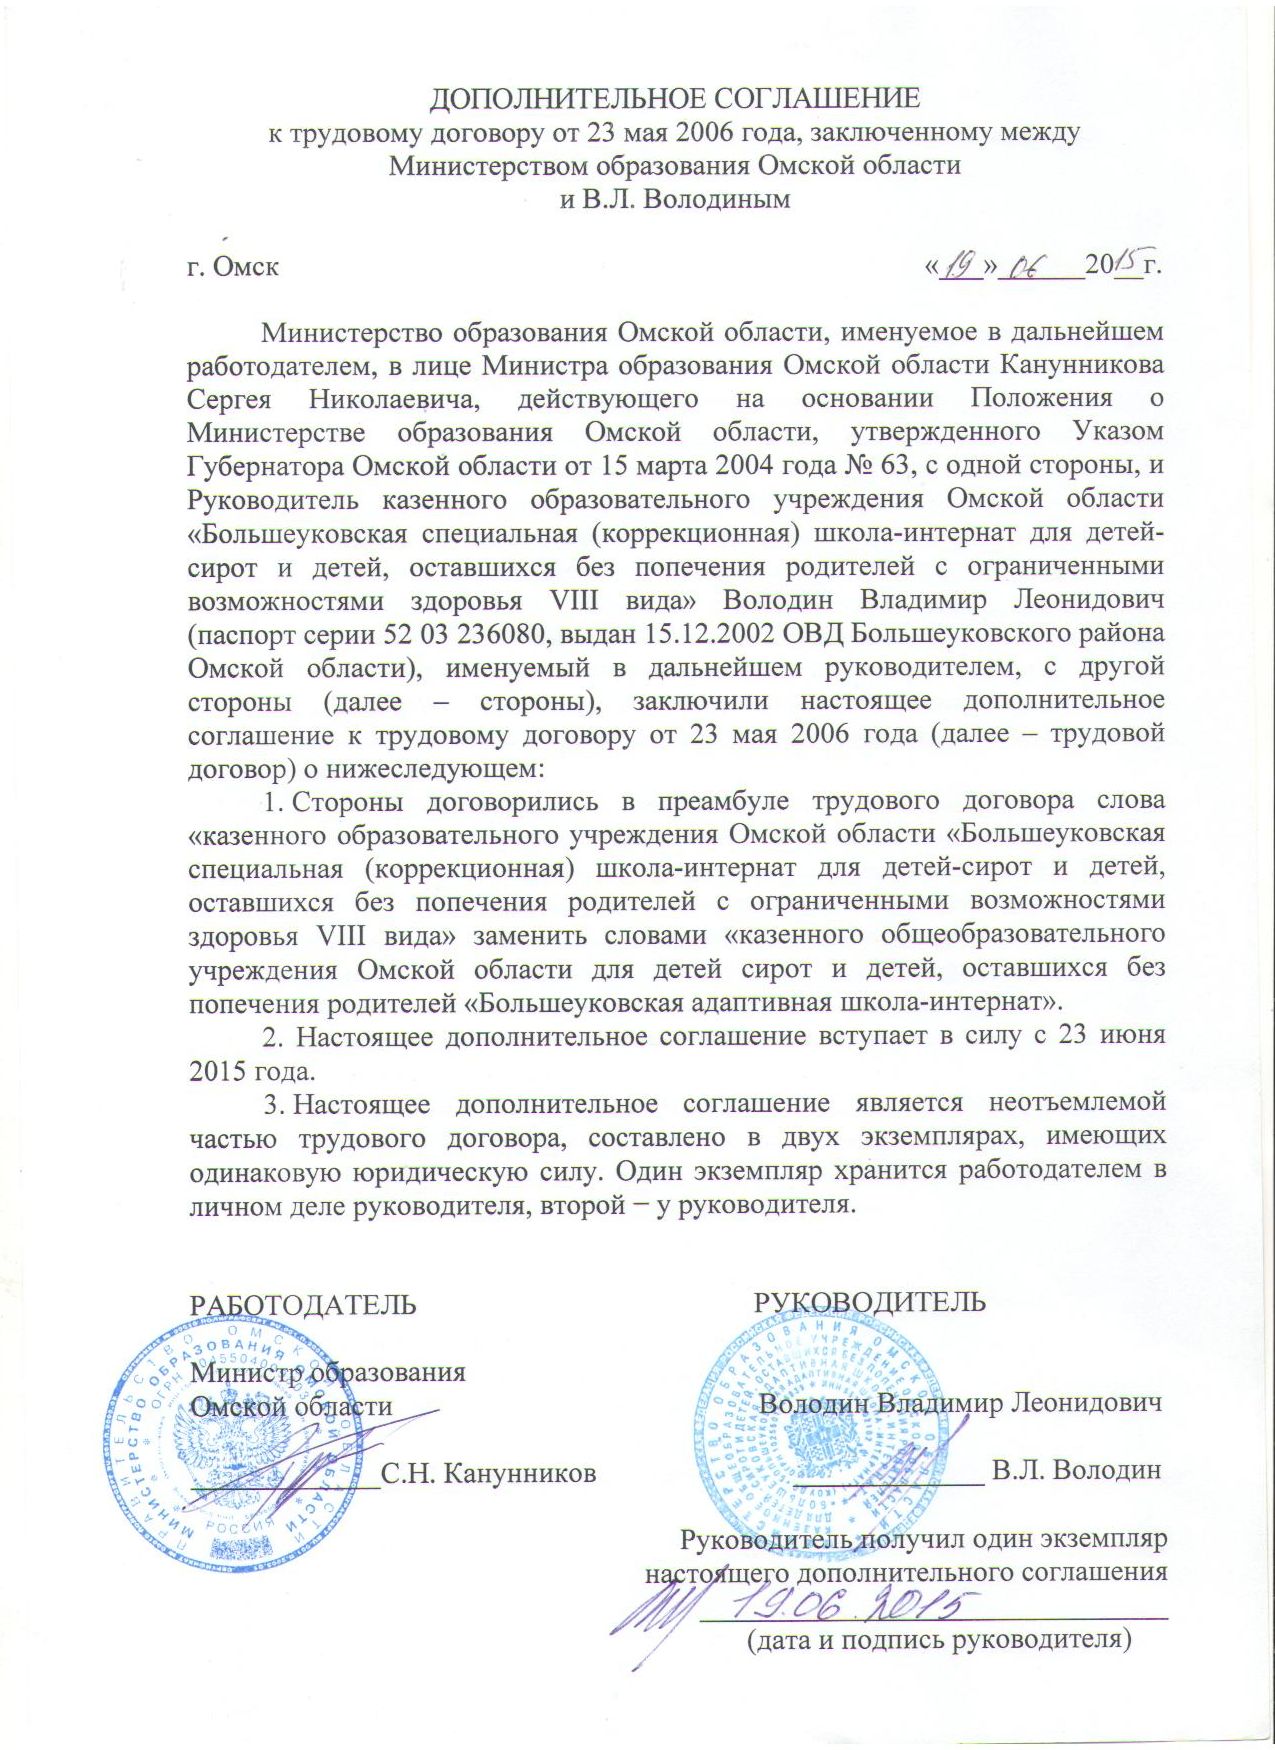 ДОПОЛНИТЕЛЬНОЕ СОГЛАШЕНИЕ
к трудовому договору от 23 мая 2006 года, заключенному между
Министерством образования Омской области
и В.Л. Володиным
г. Омск «19» 06 2015 г.
Министерство образования Омской области, именуемое в дальнейшем
работодателем, в лице Министра образования Омской области Канунникова
Сергея Николаевича, действующего на основании Положения о
Министерстве образования Омской области, утвержденного Указом
Губернатора Омской области от 15 марта 2004 года № 63, с одной стороны, и
Руководитель казенного образовательного учреждения Омской области
«Большеуковская специальная (коррекционная) школа-интернат для детей-
сирот и детей, оставшихся без попечения родителей с ограниченными
возможностями здоровья VIII вида» Володин Владимир Леонидович
(паспорт серии 52 03 236080, выдан 15.12.2002 ОВД Большеуковского района
Омской области), именуемый в дальнейшем руководителем, с другой
стороны (далее – стороны), заключили настоящее дополнительное
соглашение к трудовому договору от 23 мая 2006 года (далее – трудовой
договор) о нижеследующем:
1. Стороны договорились в преамбуле трудового договора слова
«казенного образовательного учреждения Омской области «Большеуковская
специальная (коррекционная) школа-интернат для детей-сирот и детей,
оставшихся без попечения родителей с ограниченными возможностями
здоровья VIII вида» заменить словами «казенного общеобразовательного
учреждения Омской области для детей сирот и детей, оставшихся без
попечения родителей «Большеуковская адаптивная школа-интернат».
2. Настоящее дополнительное соглашение вступает в силу с 23 июня
2015 года.
3. Настоящее дополнительное соглашение является неотъемлемой
частью трудового договора, составлено в двух экземплярах, имеющих
одинаковую юридическую силу. Один экземпляр хранится работодателем в
личном деле руководителя, второй – у руководителя.
РАБОТОДАТЕЛЬ
Министр образования
Омской области
С.Н. Канунников
ПРАВИТЕЛЬСТВО ОМСКОЙ ОБЛАСТИ
МИНИСТЕРСТВО ОБРАЗОВАНИЯ ОМСКОЙ ОБЛАСТИ
РОССИЯ
РУКОВОДИТЕЛЬ
Володин Владимир Леонидович
В.Л. Володин
Руководитель получил один экземпляр
настоящего дополнительного соглашения
19.06.2015
(дата и подпись руководителя)